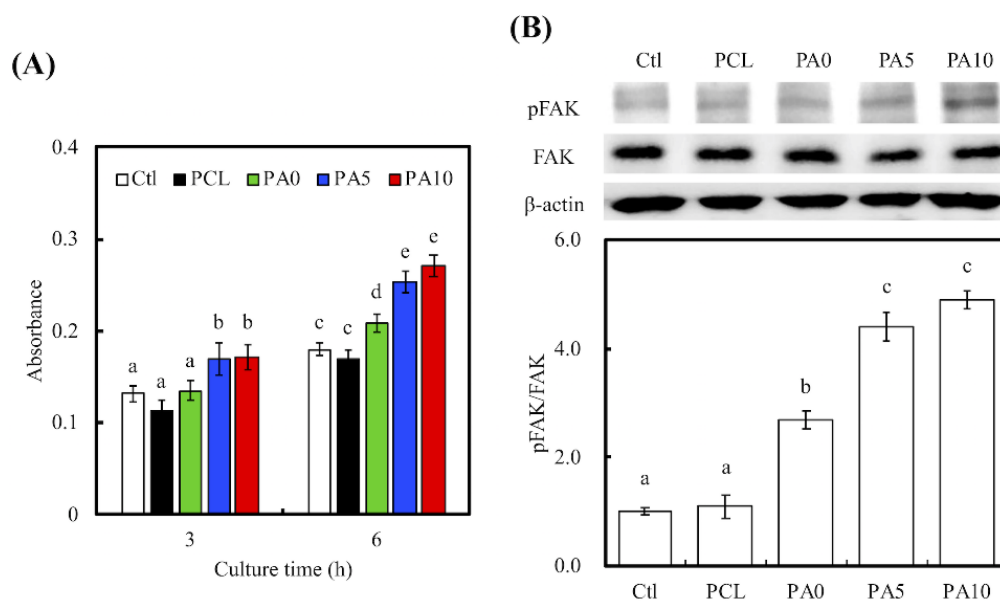 (A)
0.4
0.3
0.2
0.1
0
Absorbance
Ctl PCL PA0 PA5 PA10
a a a b b
c c d e e
3 6
Culture time (h)
(B)
Ctl PCL PA0 PA5 PA10
pFAK
FAK
β-actin
6.0
4.0
2.0
0.0
pFAK/FAK
a a b c c
Ctl PCL PA0 PA5 PA10